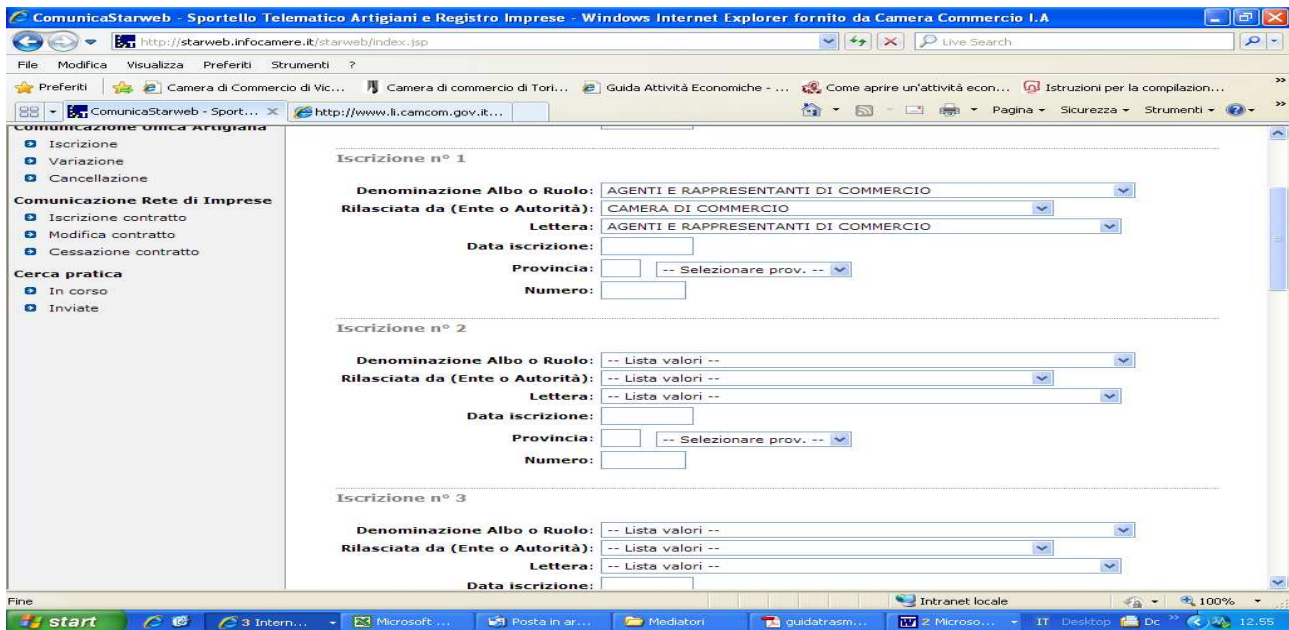 ComunicaStarweb - Sportello Telematico Artigiani e Registro Imprese - Windows Internet Explorer fornito da Camera Commercio I.A
http://starweb.infocamere.it/starweb/index.jsp Live Search
File Modifica Visualizza Preferiti Strumenti ?
Preferiti Camera di Commercio di Vic... Camera di commercio di Tori... Guida Attività Economiche - ... Come aprire un'attività econ... Istruzioni per la compilazion... »
ComunicaStarweb - Sport... http://www.li.camcom.gov.it... Pagina Sicurezza Strumenti »
Comunicazione Unica Artigiana
Iscrizione
Variazione
Cancellazione
Comunicazione Rete di Imprese
Iscrizione contratto
Modifica contratto
Cessazione contratto
Cerca pratica
In corso
Inviate
Iscrizione n° 1
Denominazione Albo o Ruolo: AGENTI E RAPPRESENTANTI DI COMMERCIO
Rilasciata da (Ente o Autorità): CAMERA DI COMMERCIO
Lettera: AGENTI E RAPPRESENTANTI DI COMMERCIO
Data iscrizione:
Provincia: -- Selezionare prov. --
Numero:
Iscrizione n° 2
Denominazione Albo o Ruolo: -- Lista valori --
Rilasciata da (Ente o Autorità): -- Lista valori --
Lettera: -- Lista valori --
Data iscrizione:
Provincia: -- Selezionare prov. --
Numero:
Iscrizione n° 3
Denominazione Albo o Ruolo: -- Lista valori --
Rilasciata da (Ente o Autorità): -- Lista valori --
Lettera: -- Lista valori --
Data iscrizione:
Fine Intranet locale 100%
start 3 Intern... Microsoft ... Posta in ar... Mediatori guidatrasm... 2 Microso... IT Desktop Dc » 12.55